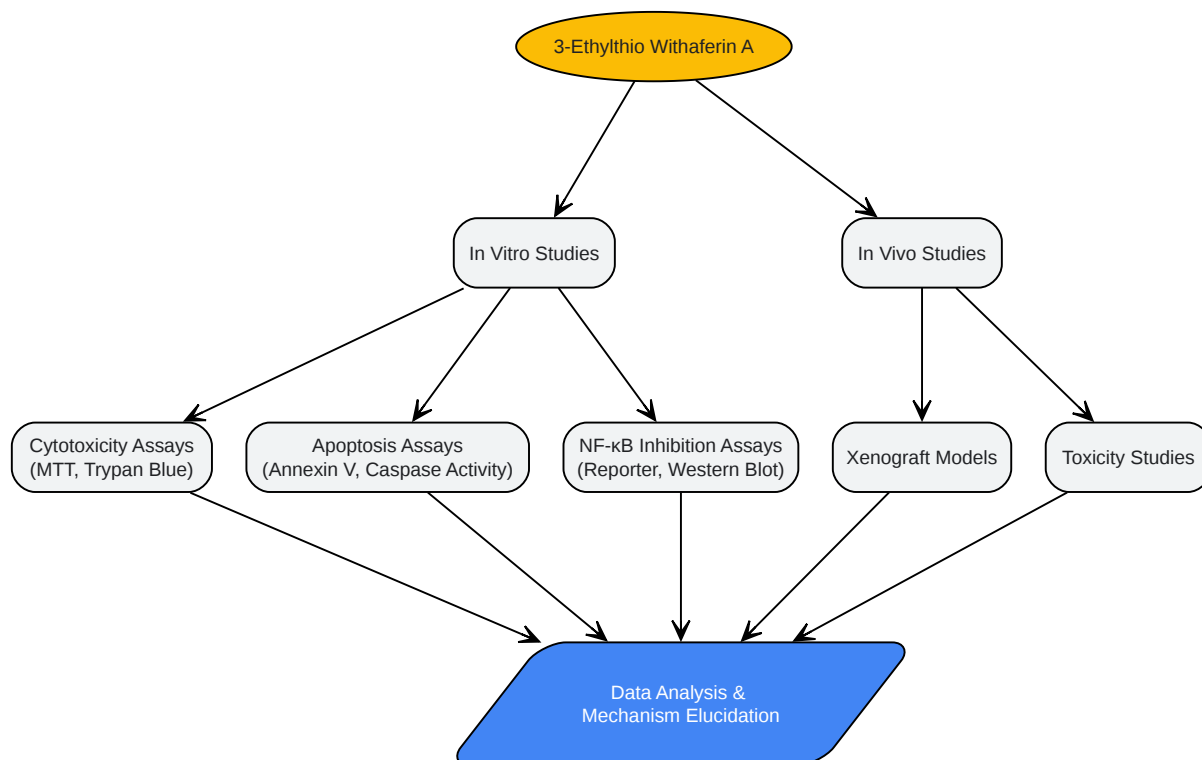 3-Ethylthio Withaferin A
In Vitro Studies
In Vivo Studies
Cytotoxicity Assays
(MTT, Trypan Blue)
Apoptosis Assays
(Annexin V, Caspase Activity)
NF-κB Inhibition Assays
(Reporter, Western Blot)
Xenograft Models
Toxicity Studies
Data Analysis &
Mechanism Elucidation